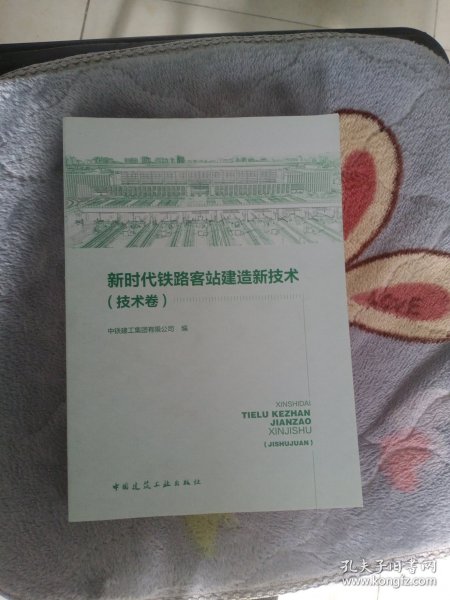 新时代铁路客站建造新技术
（技术卷）
中铁建工集团有限公司 编
XINSHIDAI
TIELU KEZHAN
JIANZAO
XINJISHU
(JISHUJUAN)
中国建筑工业出版社
LOVE
孔夫子旧书网
www.kongfz.com